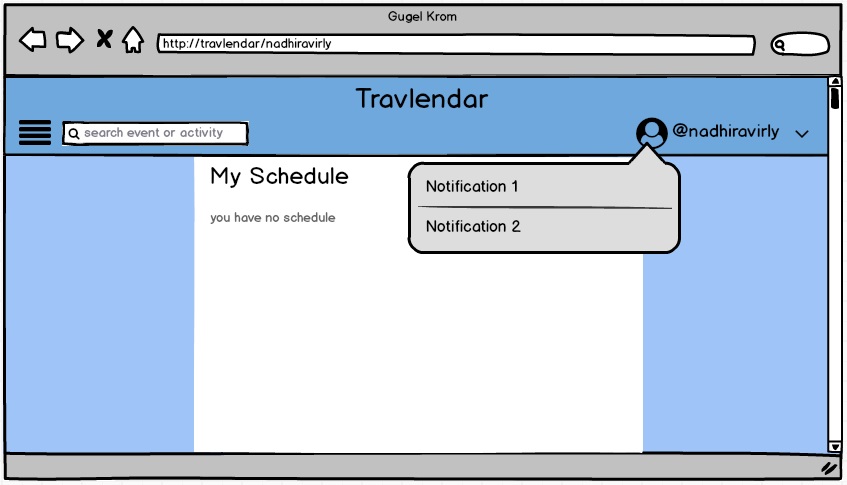 Gugel Krom
http://travlendar/nadhiravirly
Travlendar
search event or activity
@nadhiravirly
My Schedule
you have no schedule
Notification 1
Notification 2